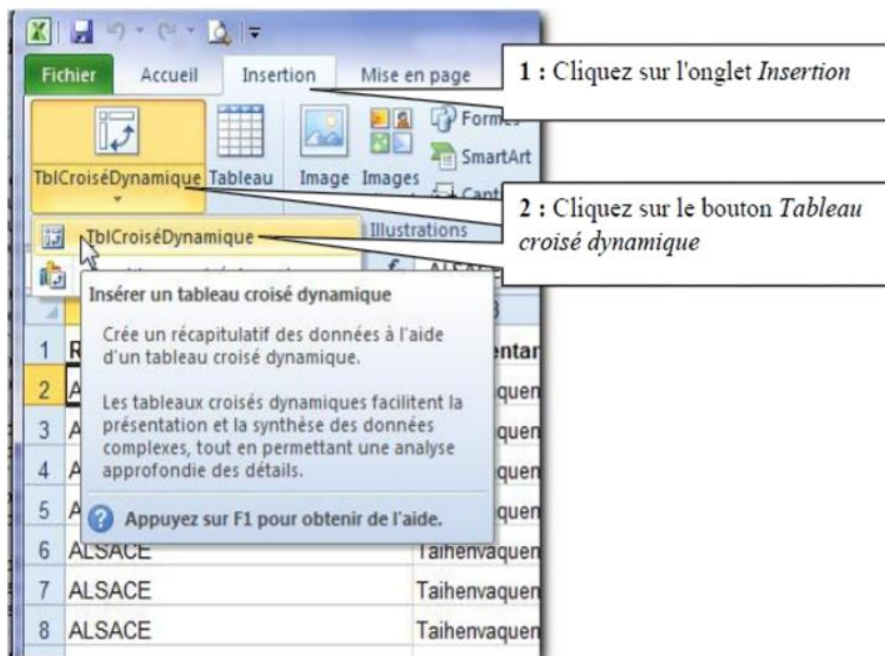 Fichier Accueil Insertion Mise en page
1 : Cliquez sur l'onglet Insertion
TblCroiséDynamique Tableau Image Images
Formes
SmartArt
2 : Cliquez sur le bouton Tableau
croisé dynamique
TblCroiséDynamique
Illustrations
Insérer un tableau croisé dynamique
Crée un récapitulatif des données à l'aide
d'un tableau croisé dynamique.
Les tableaux croisés dynamiques facilitent la
présentation et la synthèse des données
complexes, tout en permettant une analyse
approfondie des détails.
Appuyez sur F1 pour obtenir de l'aide.
1
2
3
4
5
6 ALSACE Taihenvaquen
7 ALSACE Taihenvaquen
8 ALSACE Taihenvaquen